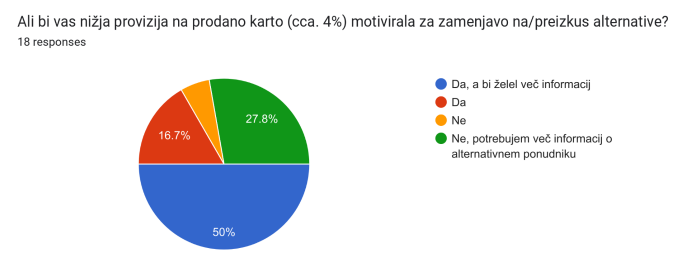 Ali bi vas nižja provizija na prodano karto (cca. 4%) motivirala za zamenjavo na/preizkus alternative?
18 responses
Da, a bi želel več informacij
Da
Ne
Ne, potrebujem več informacij o
alternativnem ponudniku
27.8%
16.7%
50%